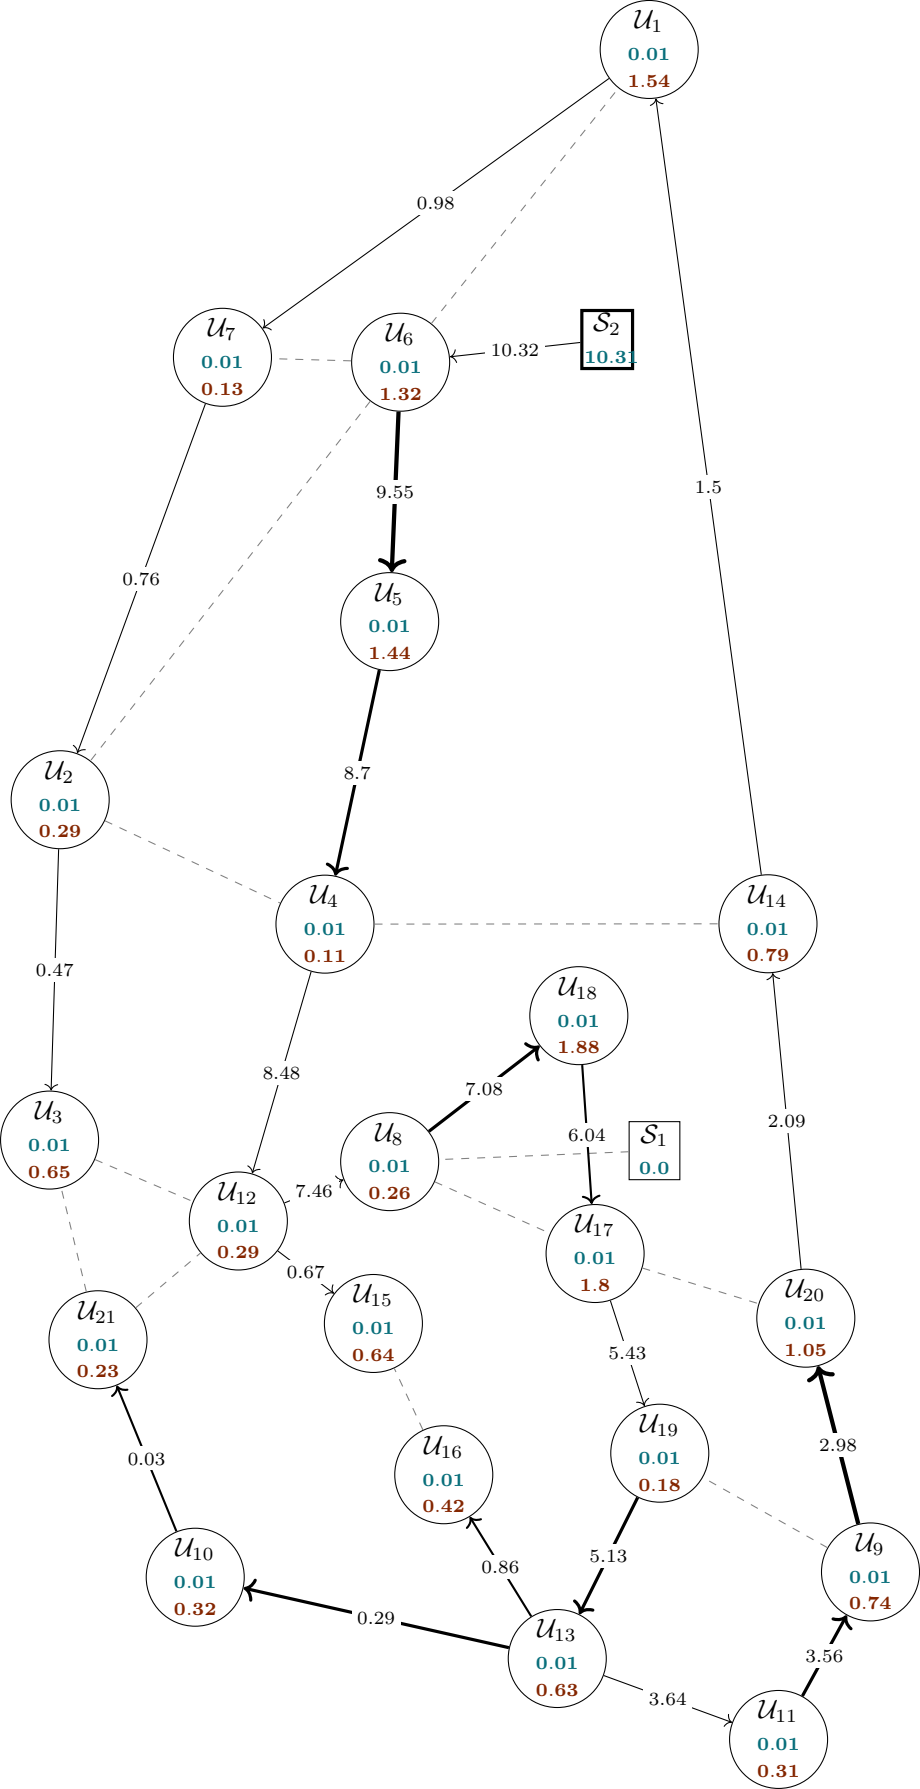 𝒰₁
0.01
1.54
0.98
𝒰₇
0.01
0.13
𝒰₆
0.01
1.32
10.32
𝒮₂
10.31
9.55
1.5
0.76
𝒰₅
0.01
1.44
8.7
𝒰₂
0.01
0.29
𝒰₄
0.01
0.11
𝒰₁₄
0.01
0.79
0.47
𝒰₁₈
0.01
1.88
8.48
7.08
𝒰₃
0.01
0.65
𝒰₈
0.01
0.26
6.04
𝒮₁
0.0
2.09
𝒰₁₂
0.01
0.29
7.46
𝒰₁₇
0.01
1.8
0.67
𝒰₂₁
0.01
0.23
𝒰₁₅
0.01
0.64
𝒰₂₀
0.01
1.05
5.43
0.03
𝒰₁₆
0.01
0.42
𝒰₁₉
0.01
0.18
2.98
𝒰₁₀
0.01
0.32
0.86
5.13
𝒰₉
0.01
0.74
0.29
𝒰₁₃
0.01
0.63
3.56
3.64
𝒰₁₁
0.01
0.31